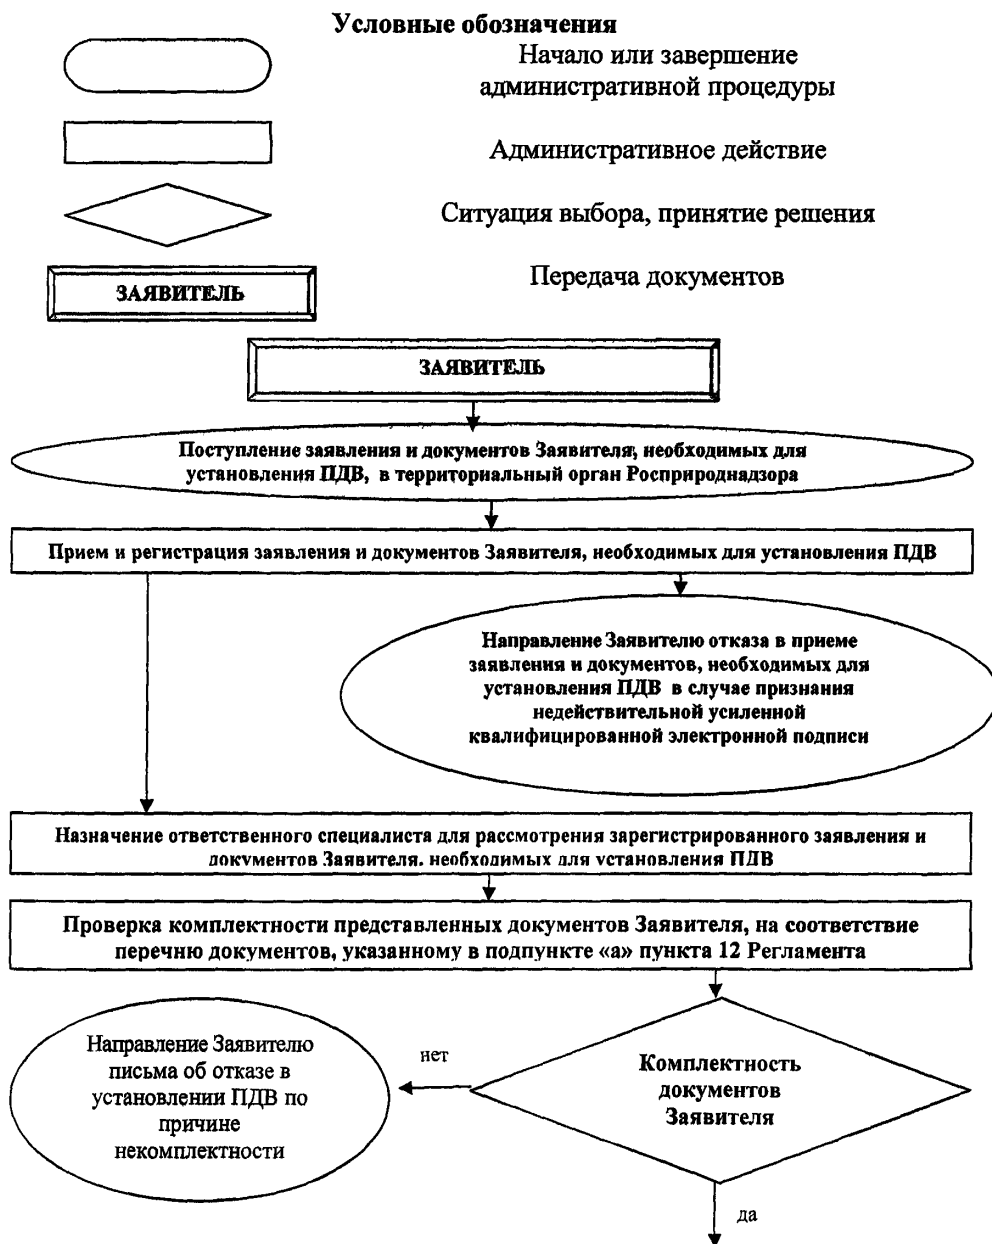 Условные обозначения
Начало или завершение
административной процедуры
Административное действие
Ситуация выбора, принятие решения
ЗАЯВИТЕЛЬ
Передача документов
ЗАЯВИТЕЛЬ
Поступление заявления и документов Заявителя, необходимых для
установления ПДВ, в территориальный орган Росприроднадзора
Прием и регистрация заявления и документов Заявителя, необходимых для установления ПДВ
Направление Заявителю отказа в приеме
заявления и документов, необходимых для
установления ПДВ в случае признания
недействительной усиленной
квалифицированной электронной подписи
Назначение ответственного специалиста для рассмотрения зарегистрированного заявления и
документов Заявителя, необходимых для установления ПДВ
Проверка комплектности представленных документов Заявителя, на соответствие
перечню документов, указанному в подпункте «а» пункта 12 Регламента
Направление Заявителю
письма об отказе в
установлении ПДВ по
причине
некомплектности
нет
Комплектность
документов
Заявителя
да